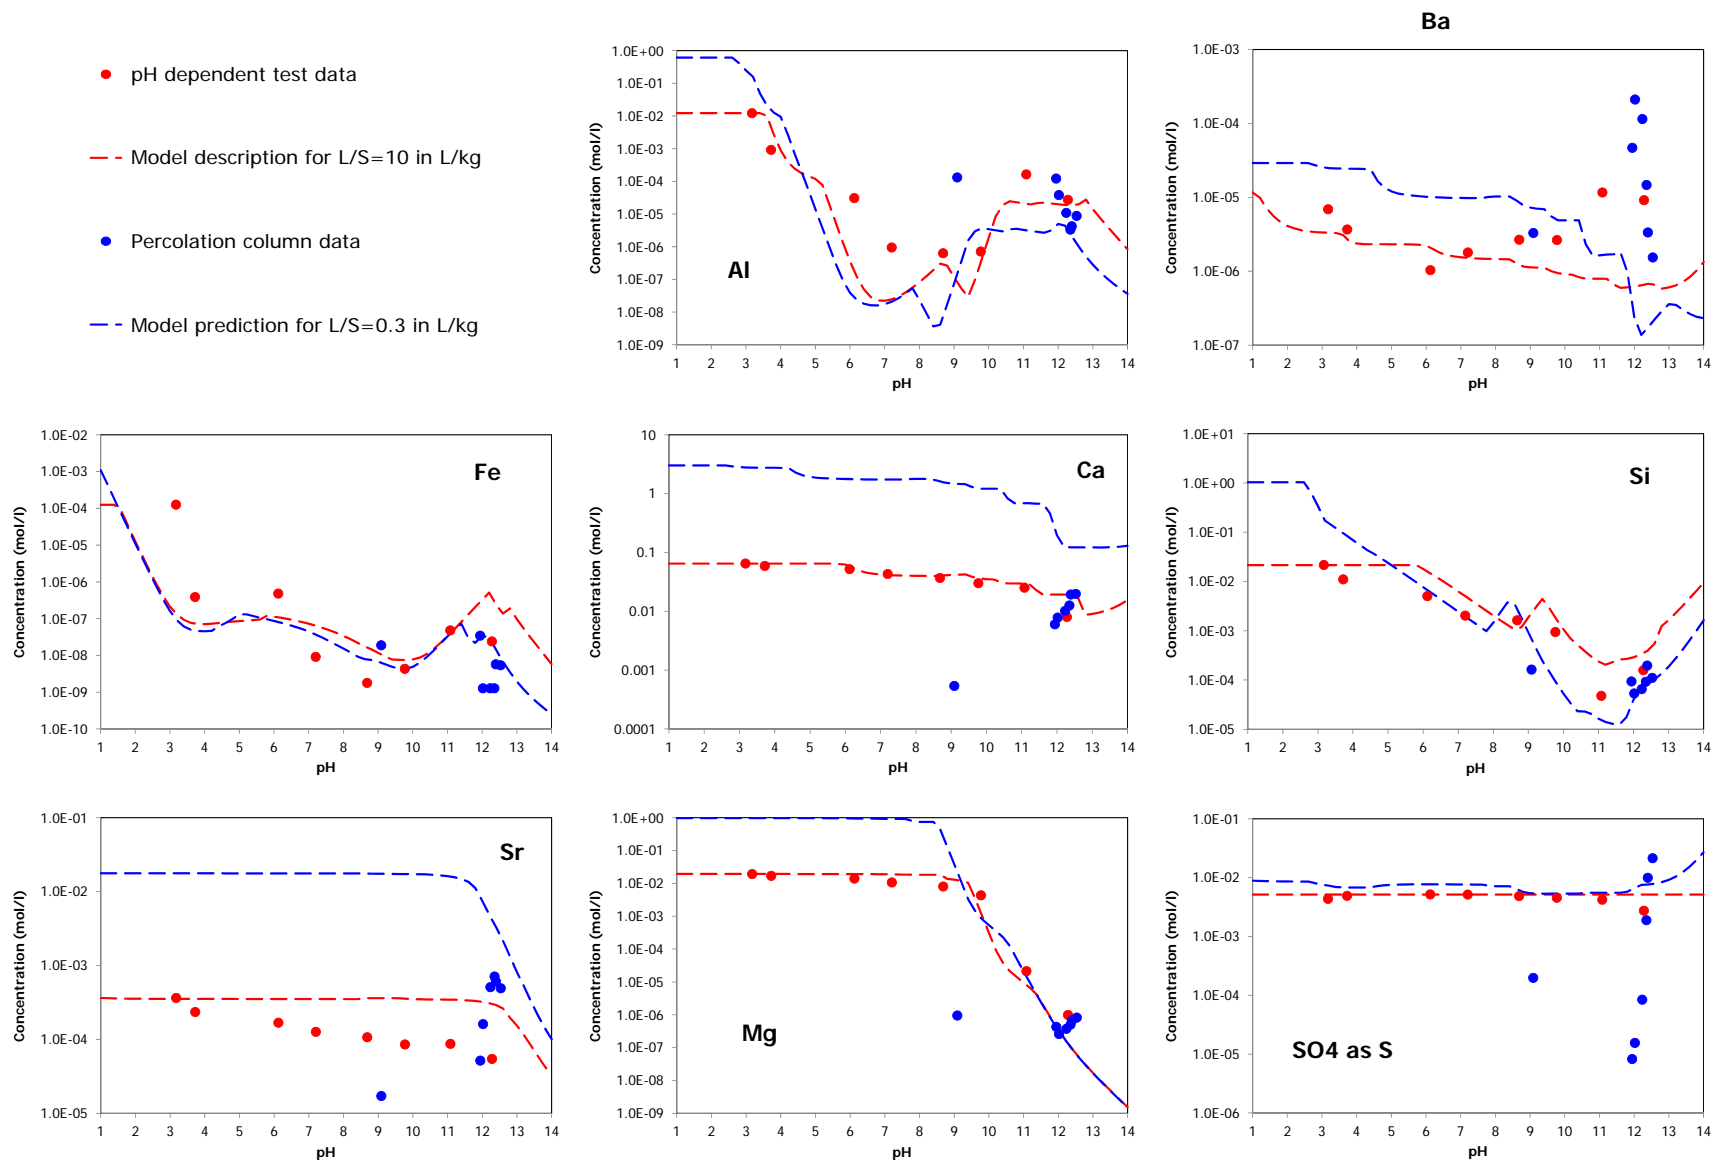 Ba
pH dependent test data
Model description for L/S=10 in L/kg
Percolation column data
Model prediction for L/S=0.3 in L/kg
Concentration (mol/l)
1.0E+00
1.0E-01
1.0E-02
1.0E-03
1.0E-04
1.0E-05
1.0E-06
1.0E-07
1.0E-08
1.0E-09
Al
1 2 3 4 5 6 7 8 9 10 11 12 13 14
pH
Concentration (mol/l)
1.0E-03
1.0E-04
1.0E-05
1.0E-06
1.0E-07
1 2 3 4 5 6 7 8 9 10 11 12 13 14
pH
Concentration (mol/l)
1.0E-02
1.0E-03
1.0E-04
1.0E-05
1.0E-06
1.0E-07
1.0E-08
1.0E-09
1.0E-10
Fe
1 2 3 4 5 6 7 8 9 10 11 12 13 14
pH
Concentration (mol/l)
10
1
0.1
0.01
0.001
0.0001
Ca
1 2 3 4 5 6 7 8 9 10 11 12 13 14
pH
Concentration (mol/l)
1.0E+01
1.0E+00
1.0E-01
1.0E-02
1.0E-03
1.0E-04
1.0E-05
Si
1 2 3 4 5 6 7 8 9 10 11 12 13 14
pH
Concentration (mol/l)
1.0E-01
1.0E-02
1.0E-03
1.0E-04
1.0E-05
Sr
1 2 3 4 5 6 7 8 9 10 11 12 13 14
pH
Concentration (mol/l)
1.0E+00
1.0E-01
1.0E-02
1.0E-03
1.0E-04
1.0E-05
1.0E-06
1.0E-07
1.0E-08
1.0E-09
Mg
1 2 3 4 5 6 7 8 9 10 11 12 13 14
pH
Concentration (mol/l)
1.0E-01
1.0E-02
1.0E-03
1.0E-04
1.0E-05
1.0E-06
SO4 as S
1 2 3 4 5 6 7 8 9 10 11 12 13 14
pH